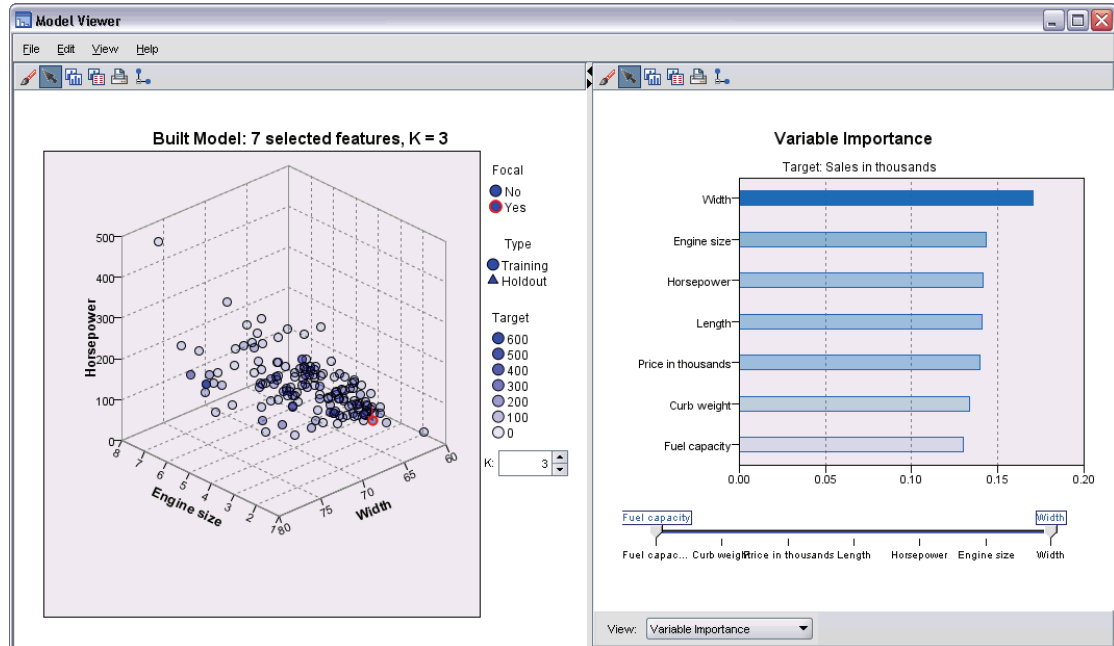 Model Viewer
File Edit View Help
Built Model: 7 selected features, K = 3
Focal
No
Yes
Type
Training
Holdout
Target
600
500
400
300
200
100
0
K: 3
Horsepower
500
400
300
200
100
0
8
7
6
5
4
3
2
1
Engine size
80
75
70
65
60
Width
Variable Importance
Target: Sales in thousands
Width
Engine size
Horsepower
Length
Price in thousands
Curb weight
Fuel capacity
0.00 0.05 0.10 0.15 0.20
Fuel capacity Width
Fuel capac... Curb weight Price in thousands Length Horsepower Engine size Width
View: Variable Importance